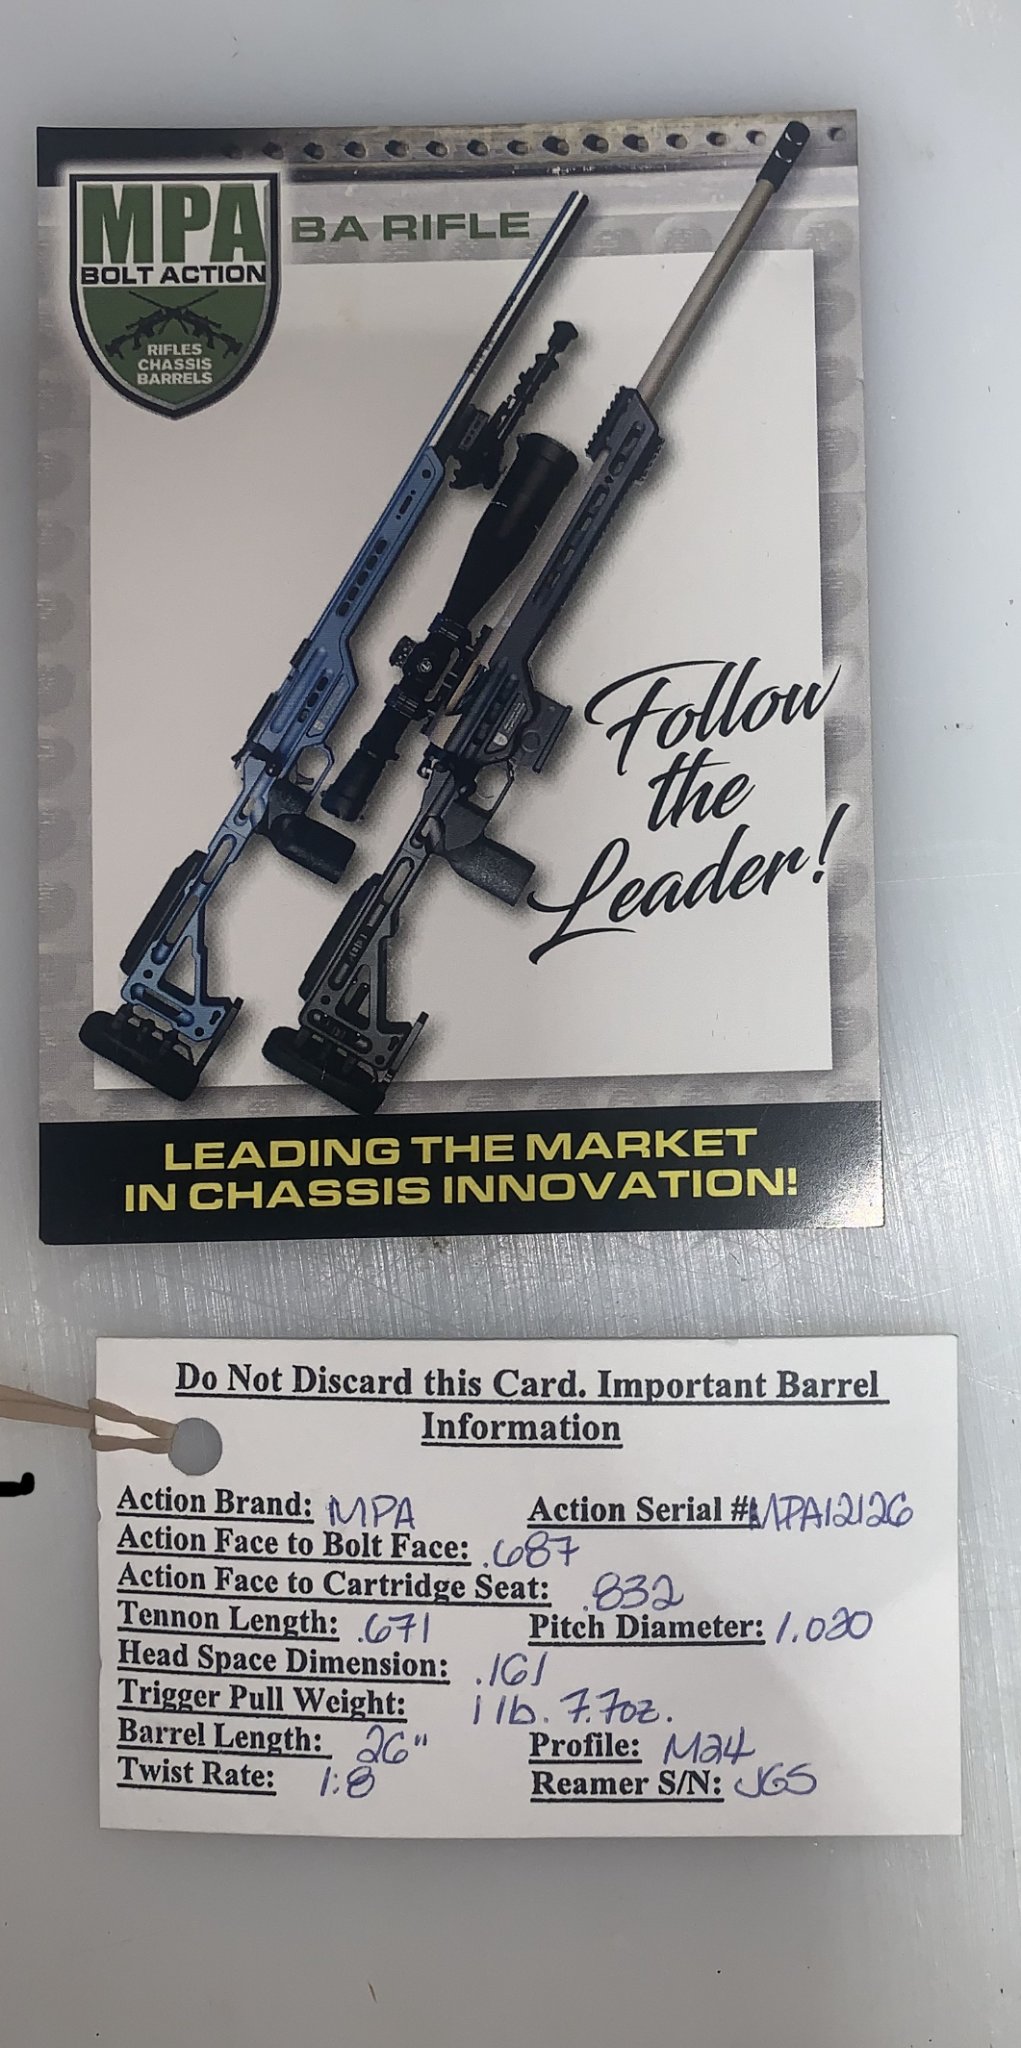 MPA
BOLT ACTION
RIFLES
CHASSIS
BARRELS
BA RIFLE
Follow
the
Leader!
LEADING THE MARKET
IN CHASSIS INNOVATION!
Do Not Discard this Card. Important Barrel
Information
Action Brand: MPA Action Serial #: MPA12126
Action Face to Bolt Face: .687
Action Face to Cartridge Seat: .832
Tennon Length: .671 Pitch Diameter: 1.020
Head Space Dimension: .161
Trigger Pull Weight: 1 lb. 7.7oz.
Barrel Length: 26" Profile: M24
Twist Rate: 1:8 Reamer S/N: JGS